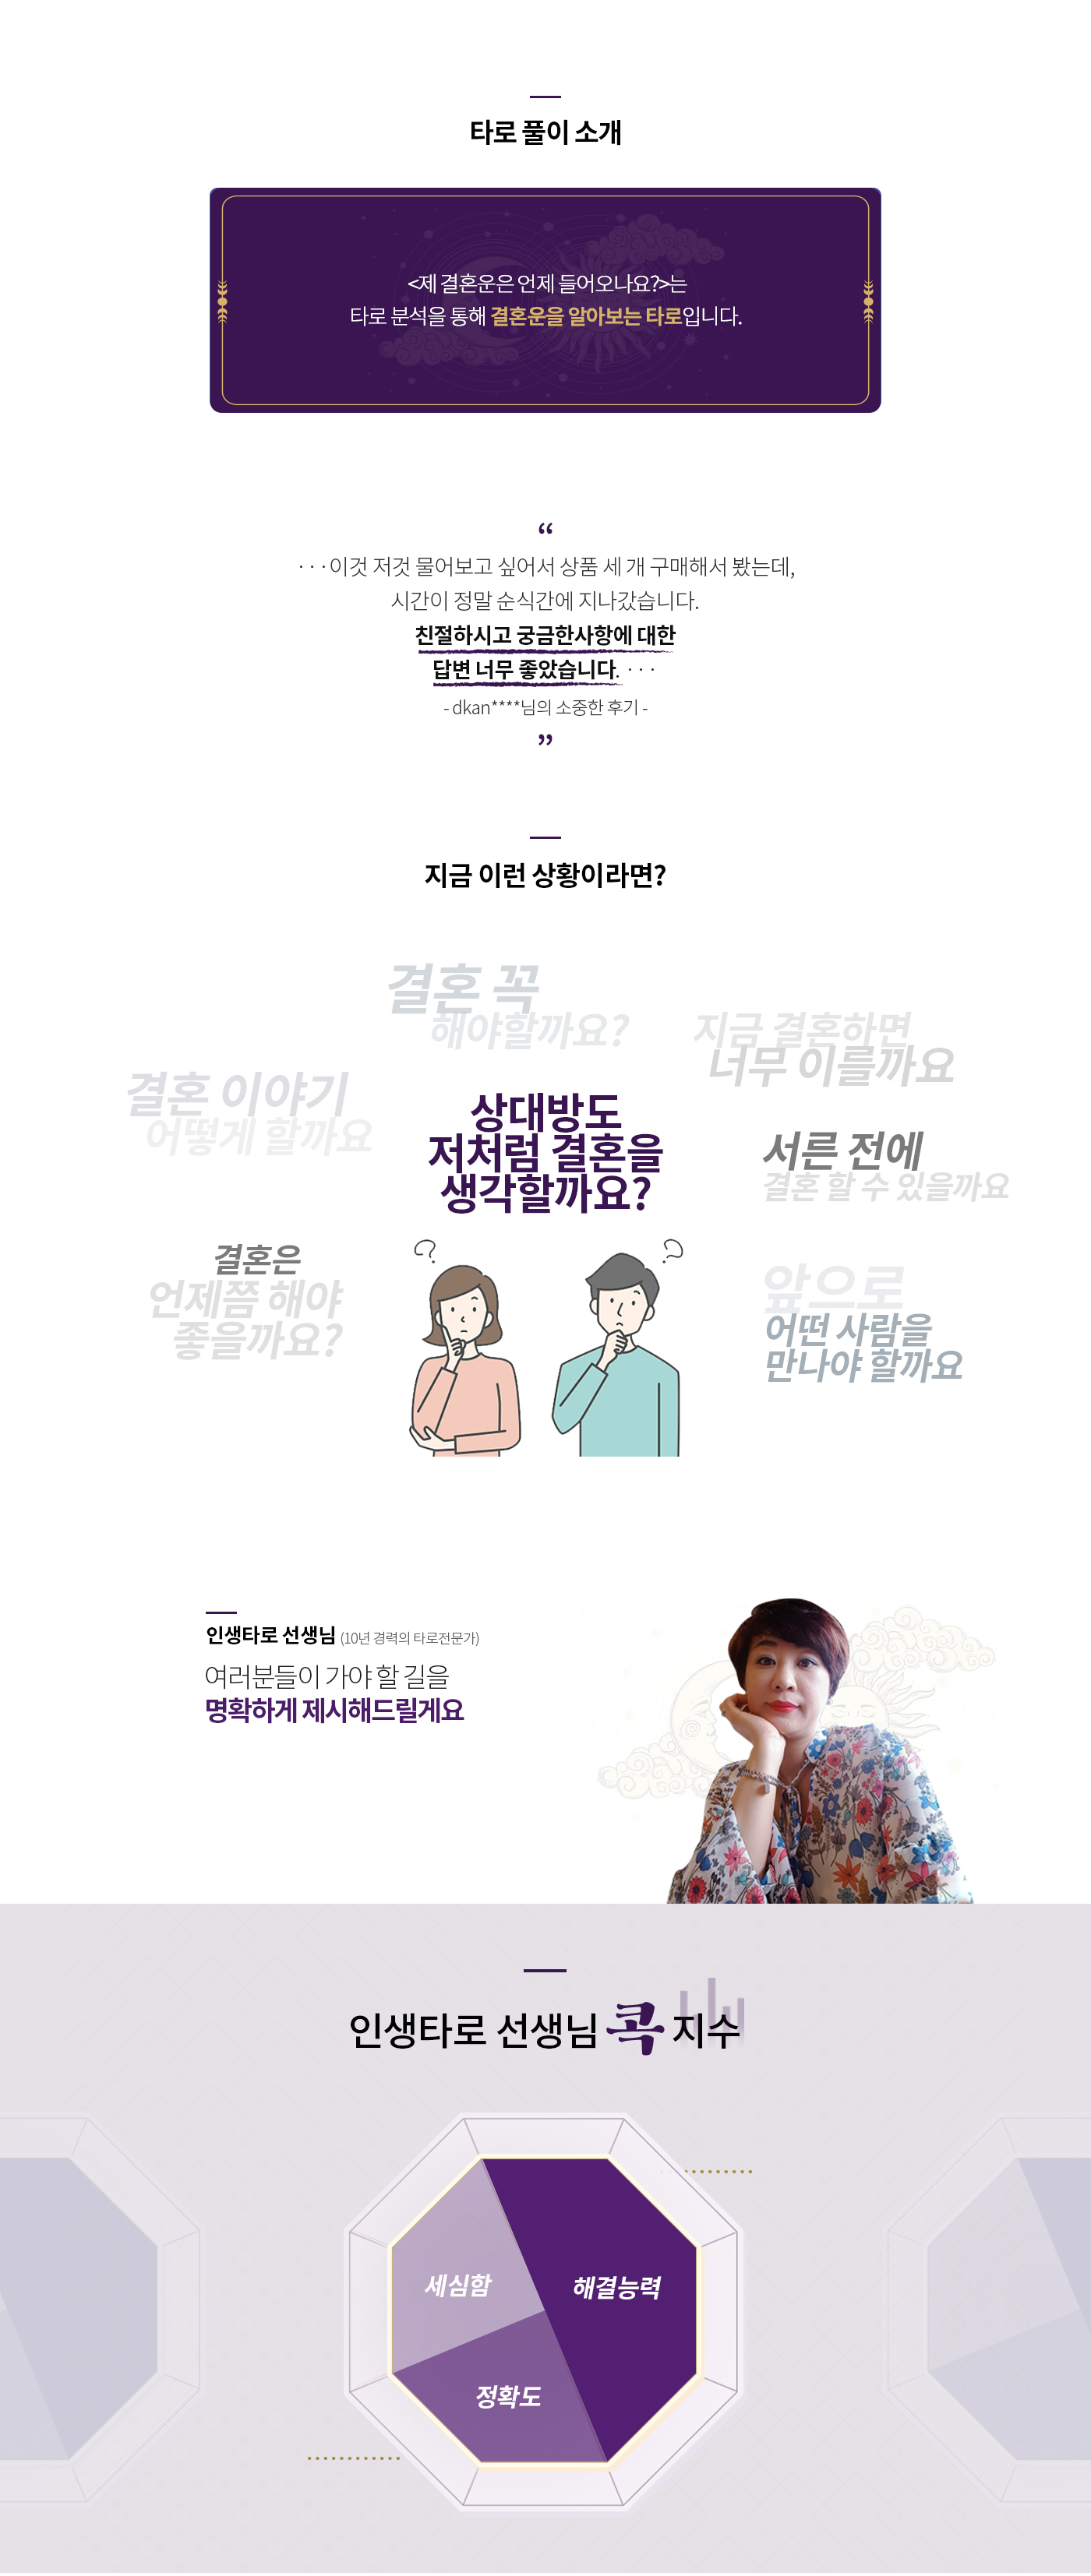 타로 풀이 소개
<제 결혼운은 언제 들어오나요?>는
타로 분석을 통해 결혼운을 알아보는 타로입니다.
“
· · · 이것 저것 물어보고 싶어서 상품 세 개 구매해서 봤는데,
시간이 정말 순식간에 지나갔습니다.
친절하시고 궁금한사항에 대한
답변 너무 좋았습니다. · · ·
- dkan****님의 소중한 후기 -
”
지금 이런 상황이라면?
결혼 꼭
해야할까요?
지금 결혼하면
너무 이를까요
결혼 이야기
어떻게 할까요
상대방도
저처럼 결혼을
생각할까요?
서른 전에
결혼 할 수 있을까요
결혼은
언제쯤 해야
좋을까요?
앞으로
어떤 사람을
만나야 할까요
인생타로 선생님 (10년 경력의 타로전문가)
여러분들이 가야 할 길을
명확하게 제시해드릴게요
인생타로 선생님 콕 지수
세심함
해결능력
정확도